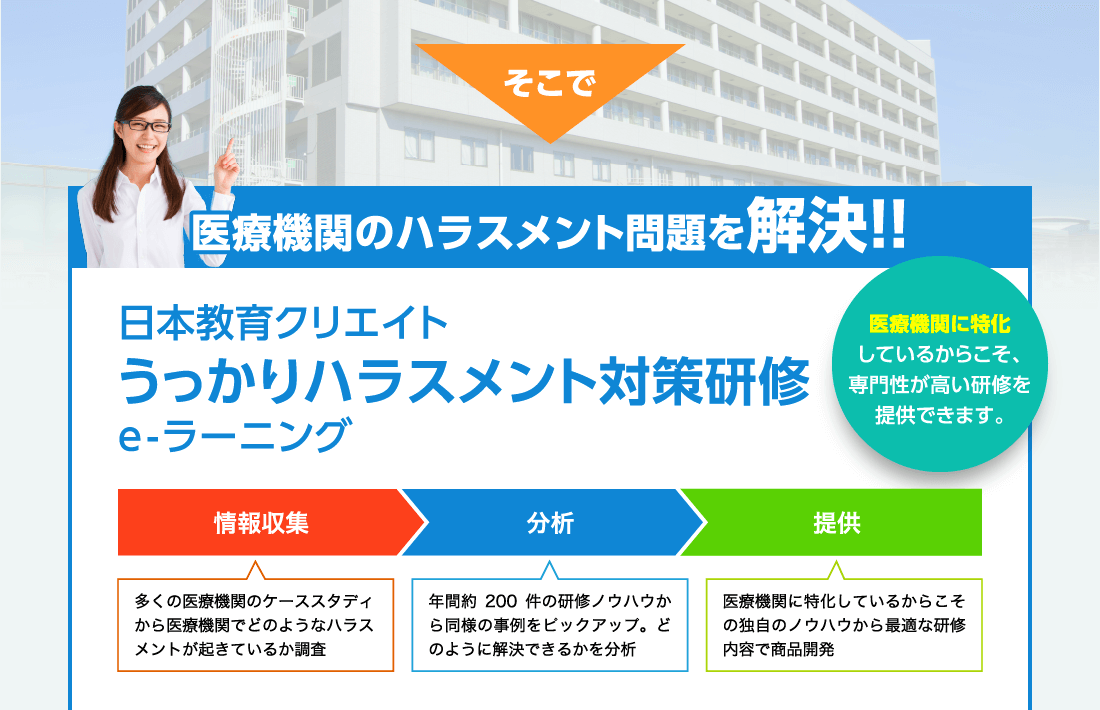 そこで
医療機関のハラスメント問題を解決!!
日本教育クリエイト
うっかりハラスメント対策研修
e-ラーニング
医療機関に特化
しているからこそ、
専門性が高い研修を
提供できます。
情報収集
分析
提供
多くの医療機関のケーススタディ
から医療機関でどのようなハラス
メントが起きているか調査
年間約 200 件の研修ノウハウか
ら同様の事例をピックアップ。ど
のように解決できるかを分析
医療機関に特化しているからこそ
の独自のノウハウから最適な研修
内容で商品開発